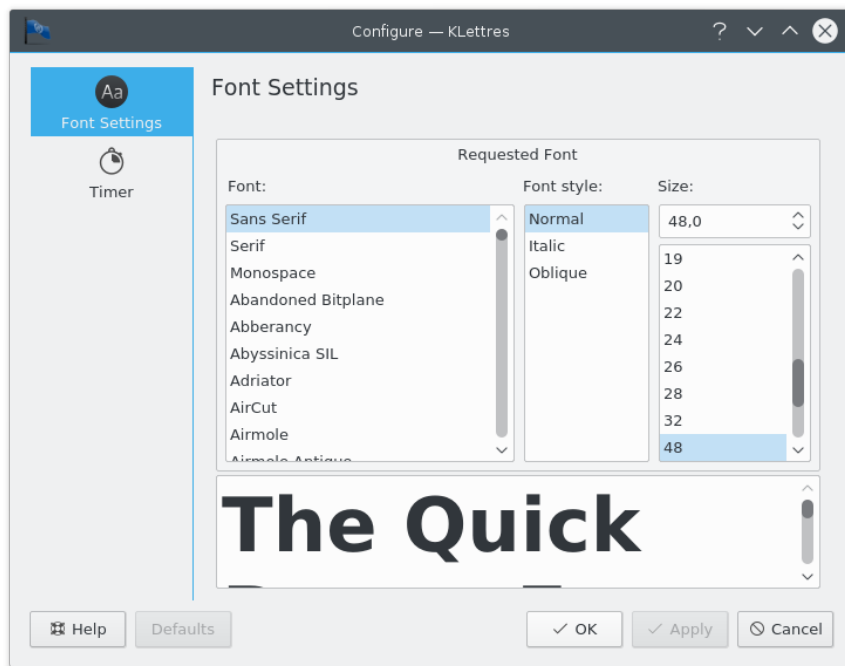 Configure — KLettres
Font Settings
Timer
Font Settings
Requested Font
Font: Font style: Size:
Sans Serif
Serif
Monospace
Abandoned Bitplane
Abberancy
Abyssinica SIL
Adriator
AirCut
Airmole
Airmole Antique
Normal
Italic
Oblique
48,0
19
20
22
24
26
28
32
48
The Quick
Help Defaults OK Apply Cancel